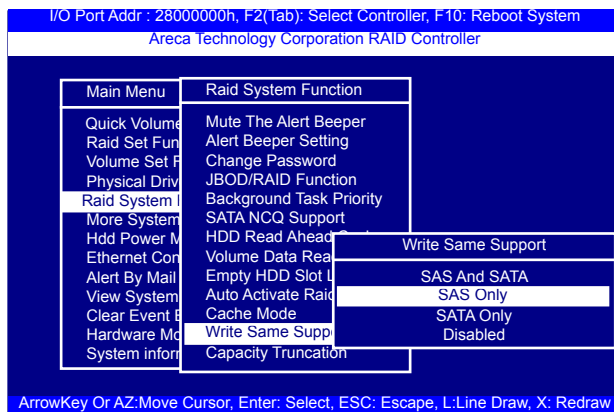 I/O Port Addr : 28000000h, F2(Tab): Select Controller, F10: Reboot System
Areca Technology Corporation RAID Controller
Main Menu
Quick Volume
Raid Set Fun
Volume Set F
Physical Driv
Raid System
More System
Hdd Power M
Ethernet Con
Alert By Mail
View System
Clear Event
Hardware Mo
System inforr
Raid System Function
Mute The Alert Beeper
Alert Beeper Setting
Change Password
JBOD/RAID Function
Background Task Priority
SATA NCQ Support
HDD Read Ahead
Volume Data Rea
Empty HDD Slot
Auto Activate Raid
Cache Mode
Write Same Supp
Capacity Truncation
Write Same Support
SAS And SATA
SAS Only
SATA Only
Disabled
ArrowKey Or AZ:Move Cursor, Enter: Select, ESC: Escape, L:Line Draw, X: Redraw